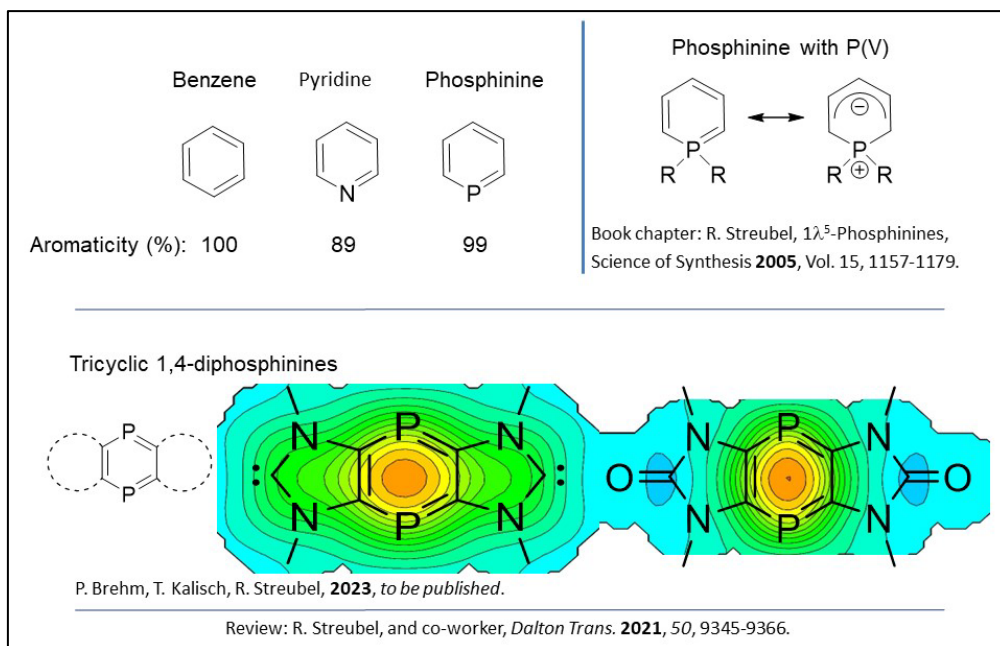 Benzene Pyridine Phosphinine
N P
Aromaticity (%): 100 89 99
Phosphinine with P(V)
P P
R R R ⊕ R
⊖
Book chapter: R. Streubel, 1λ⁵-Phosphinines,
Science of Synthesis 2005, Vol. 15, 1157-1179.
Tricyclic 1,4-diphosphinines
P
P
N P N
: :
N P N
N P N
O O
N P N
P. Brehm, T. Kalisch, R. Streubel, 2023, to be published.
Review: R. Streubel, and co-worker, Dalton Trans. 2021, 50, 9345-9366.